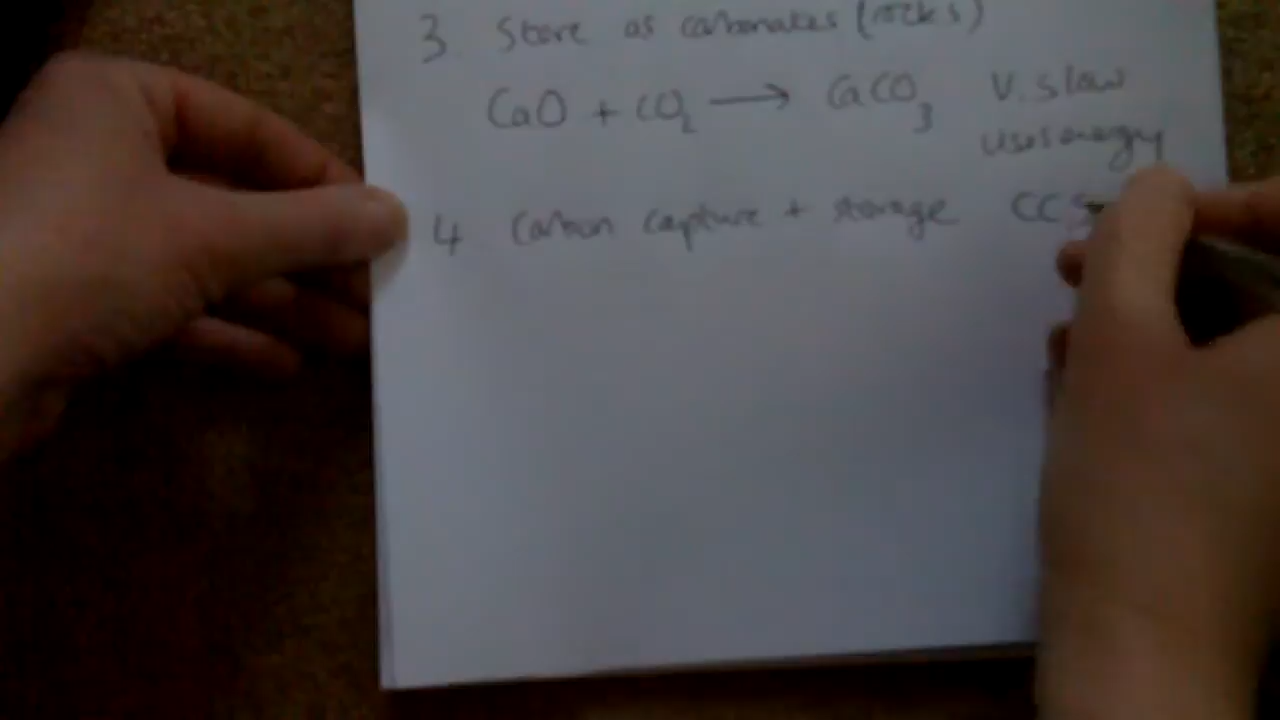 3 Store as carbonates (rocks)
CaO + CO₂ → CaCO₃ V. slow
uses energy
4 Carbon capture + storage CCS